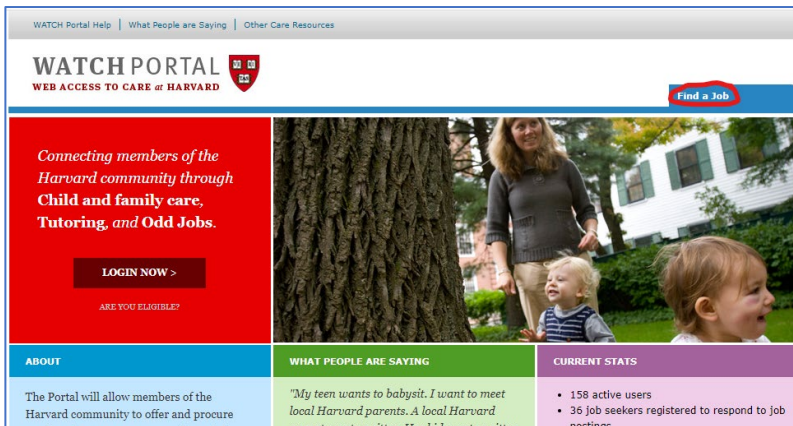 WATCH Portal Help | What People are Saying | Other Care Resources
WATCH PORTAL
WEB ACCESS TO CARE at HARVARD
Find a Job
Connecting members of the
Harvard community through
Child and family care,
Tutoring, and Odd Jobs.
LOGIN NOW >
ARE YOU ELIGIBLE?
ABOUT
The Portal will allow members of the
Harvard community to offer and procure
WHAT PEOPLE ARE SAYING
"My teen wants to babysit. I want to meet
local Harvard parents. A local Harvard
CURRENT STATS
• 158 active users
• 36 job seekers registered to respond to job
postings